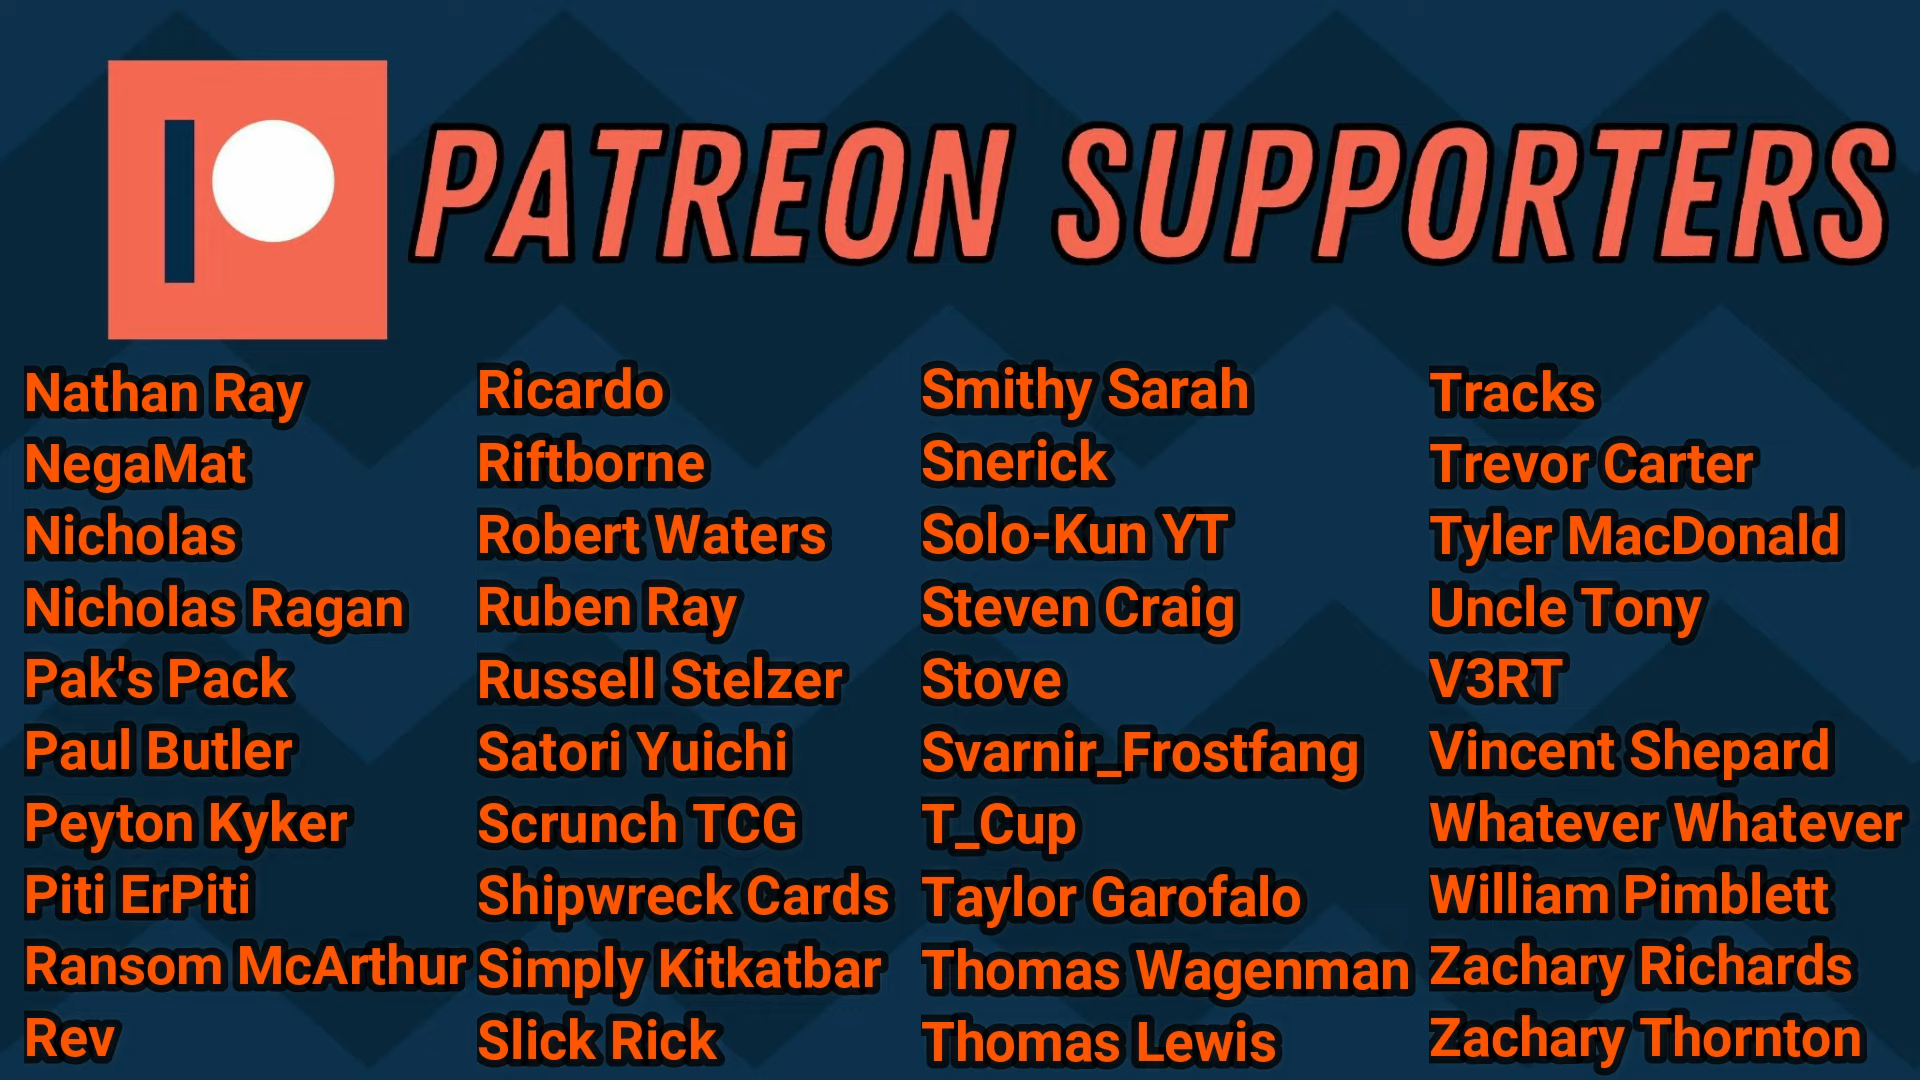 PATREON SUPPORTERS
Nathan Ray
NegaMat
Nicholas
Nicholas Ragan
Pak's Pack
Paul Butler
Peyton Kyker
Piti ErPiti
Ransom McArthur
Rev
Ricardo
Riftborne
Robert Waters
Ruben Ray
Russell Stelzer
Satori Yuichi
Scrunch TCG
Shipwreck Cards
Simply Kitkatbar
Slick Rick
Smithy Sarah
Snerick
Solo-Kun YT
Steven Craig
Stove
Svarnir_Frostfang
T_Cup
Taylor Garofalo
Thomas Wagenman
Thomas Lewis
Tracks
Trevor Carter
Tyler MacDonald
Uncle Tony
V3RT
Vincent Shepard
Whatever Whatever
William Pimblett
Zachary Richards
Zachary Thornton